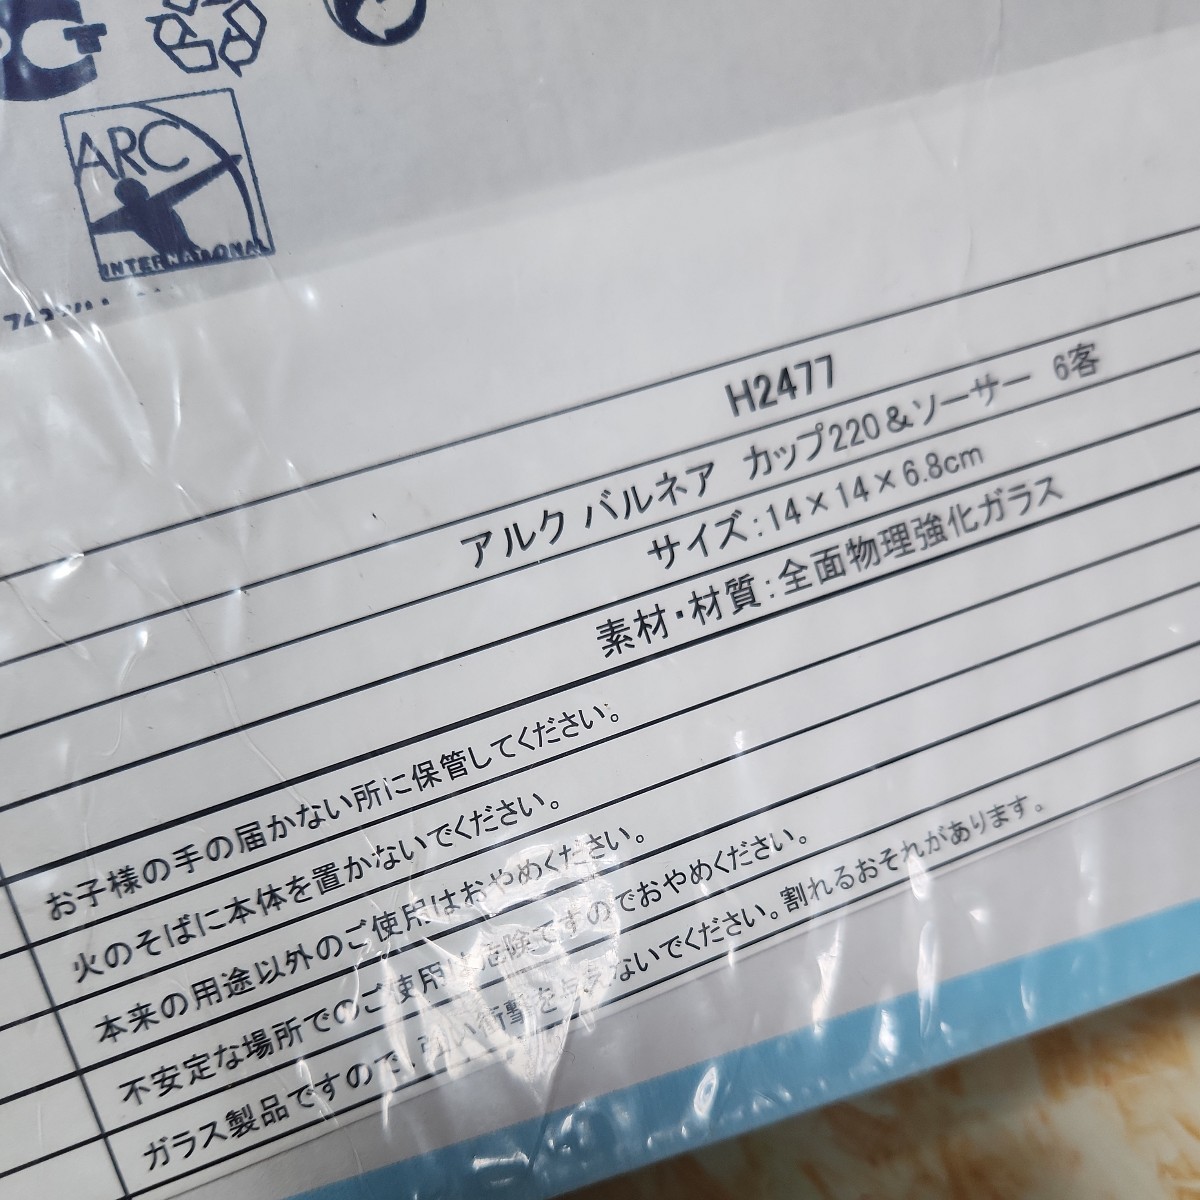 ARC
INTERNATIONAL
H2477
アルク バルネア カップ220&ソーサー 6客
サイズ:14×14×6.8cm
素材・材質:全面物理強化ガラス
お子様の手の届かない所に保管してください。
火のそばに本体を置かないでください。
本来の用途以外のご使用はおやめください。
不安定な場所でのご使用は危険ですのでおやめください。
ガラス製品ですので、強い衝撃を与えないでください。割れるおそれがあります。